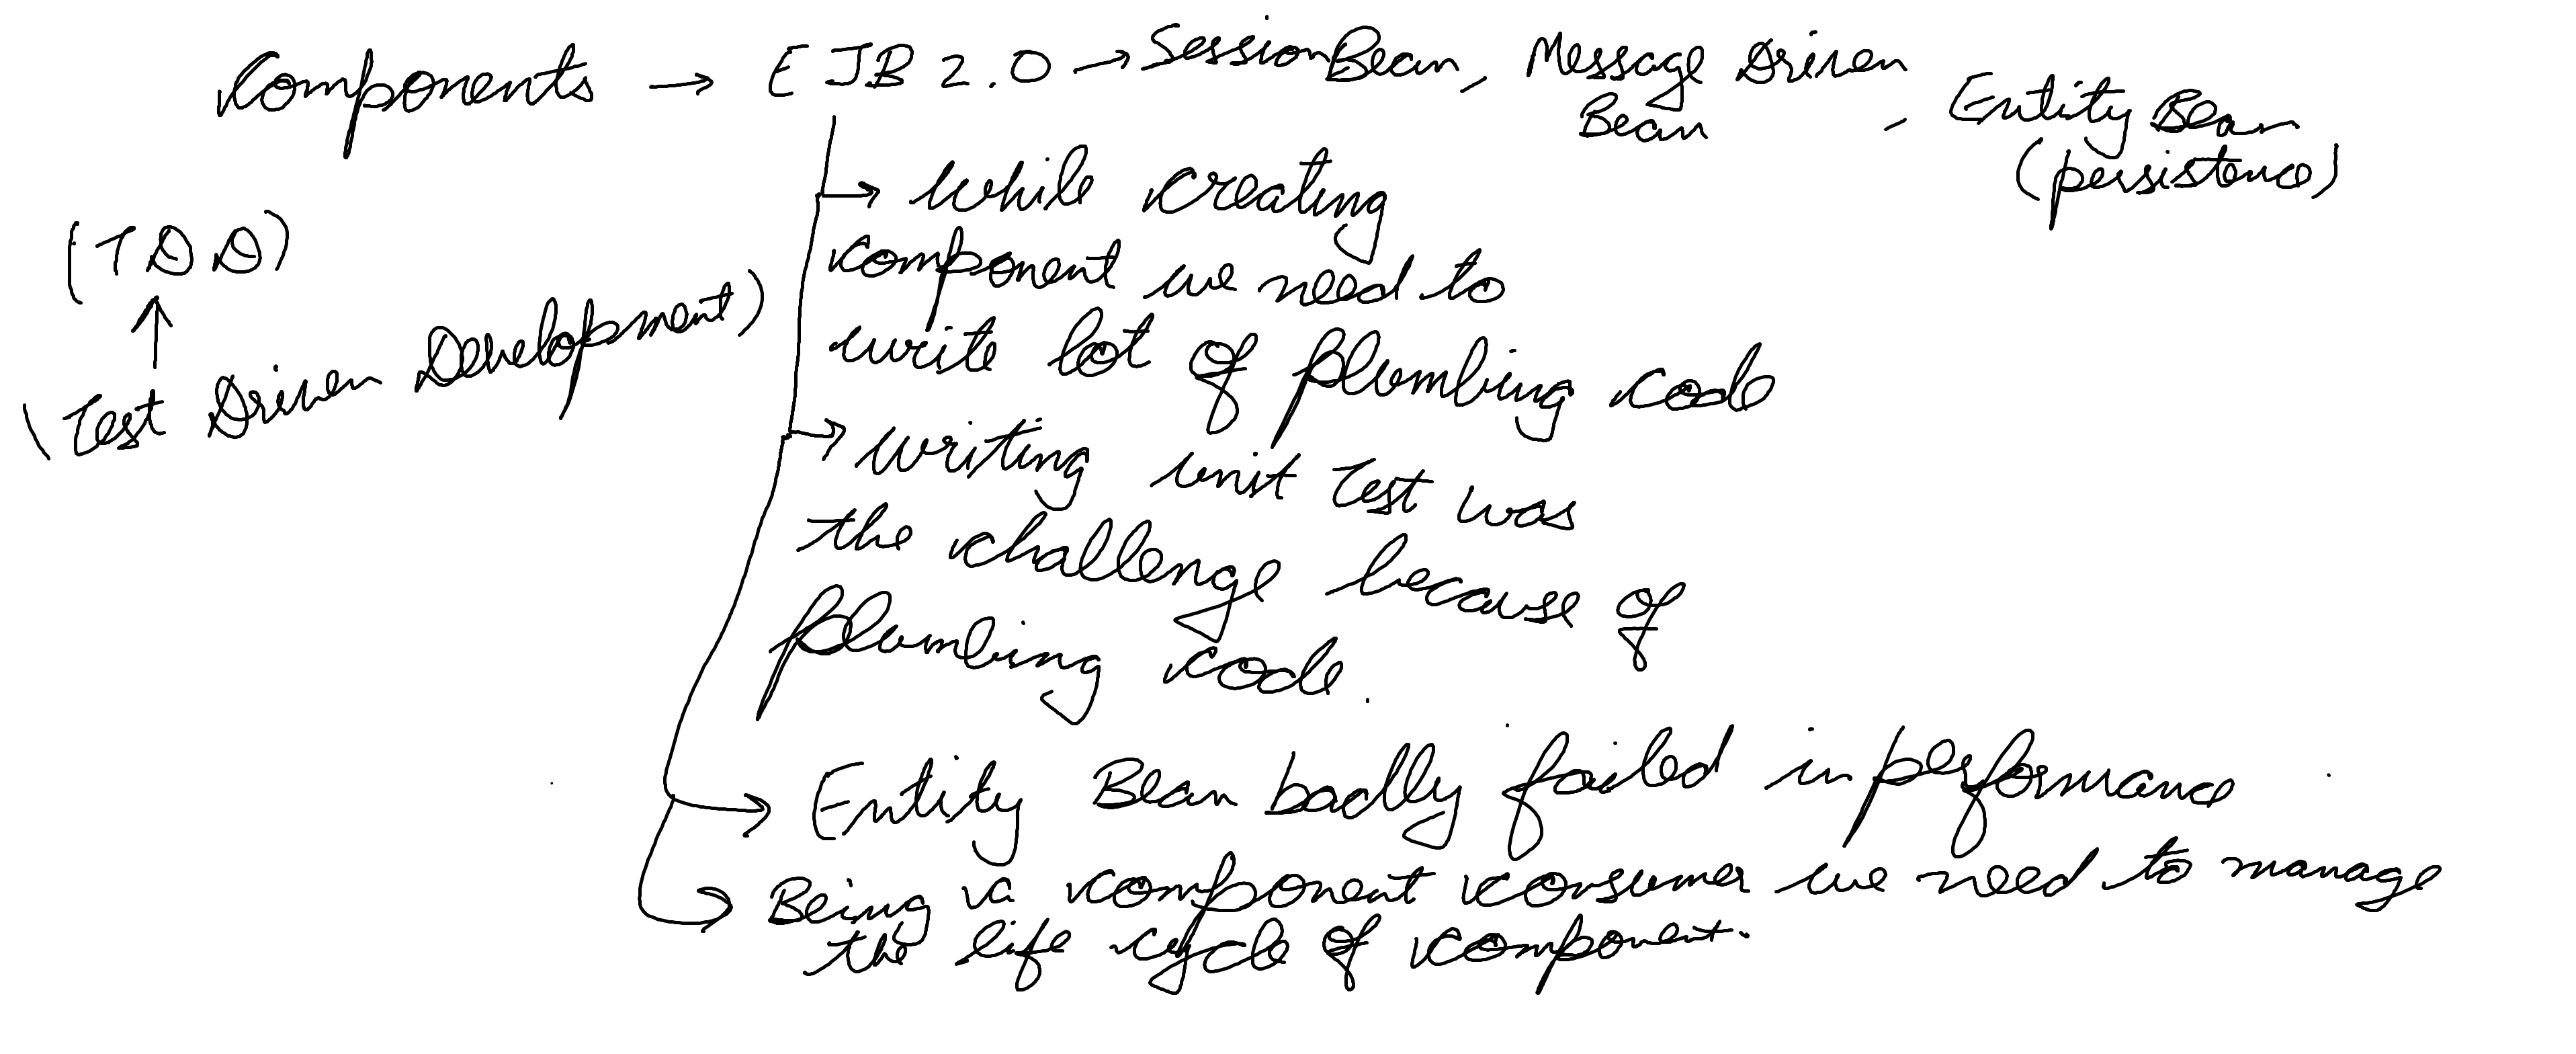 Components → EJB 2.0 → SessionBean, Message Driven
Bean , Entity Bean
(persistence)
→ While creating
component we need to
write lot of plumbing code
(TDD)
↑
(Test Driven Development)
→ Writing unit Test was
the challenge because of
plumbing code.
→ Entity Bean badly failed in performance
→ Being a component consumer we need to manage
the life cycle of component.